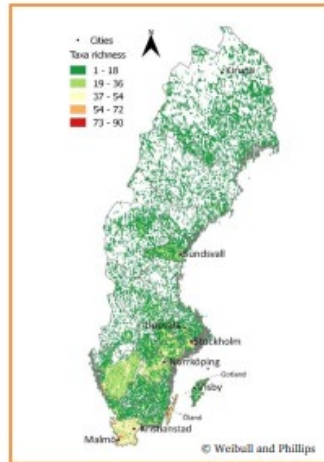 Cities
Taxa richness
1 - 18
19 - 36
37 - 54
54 - 72
73 - 90
N
Kiruna
Sundsvall
Uppsala
Stockholm
Norrköping
Gotland
Visby
Öland
Krishanstad
Malmö
© Weibull and Phillips